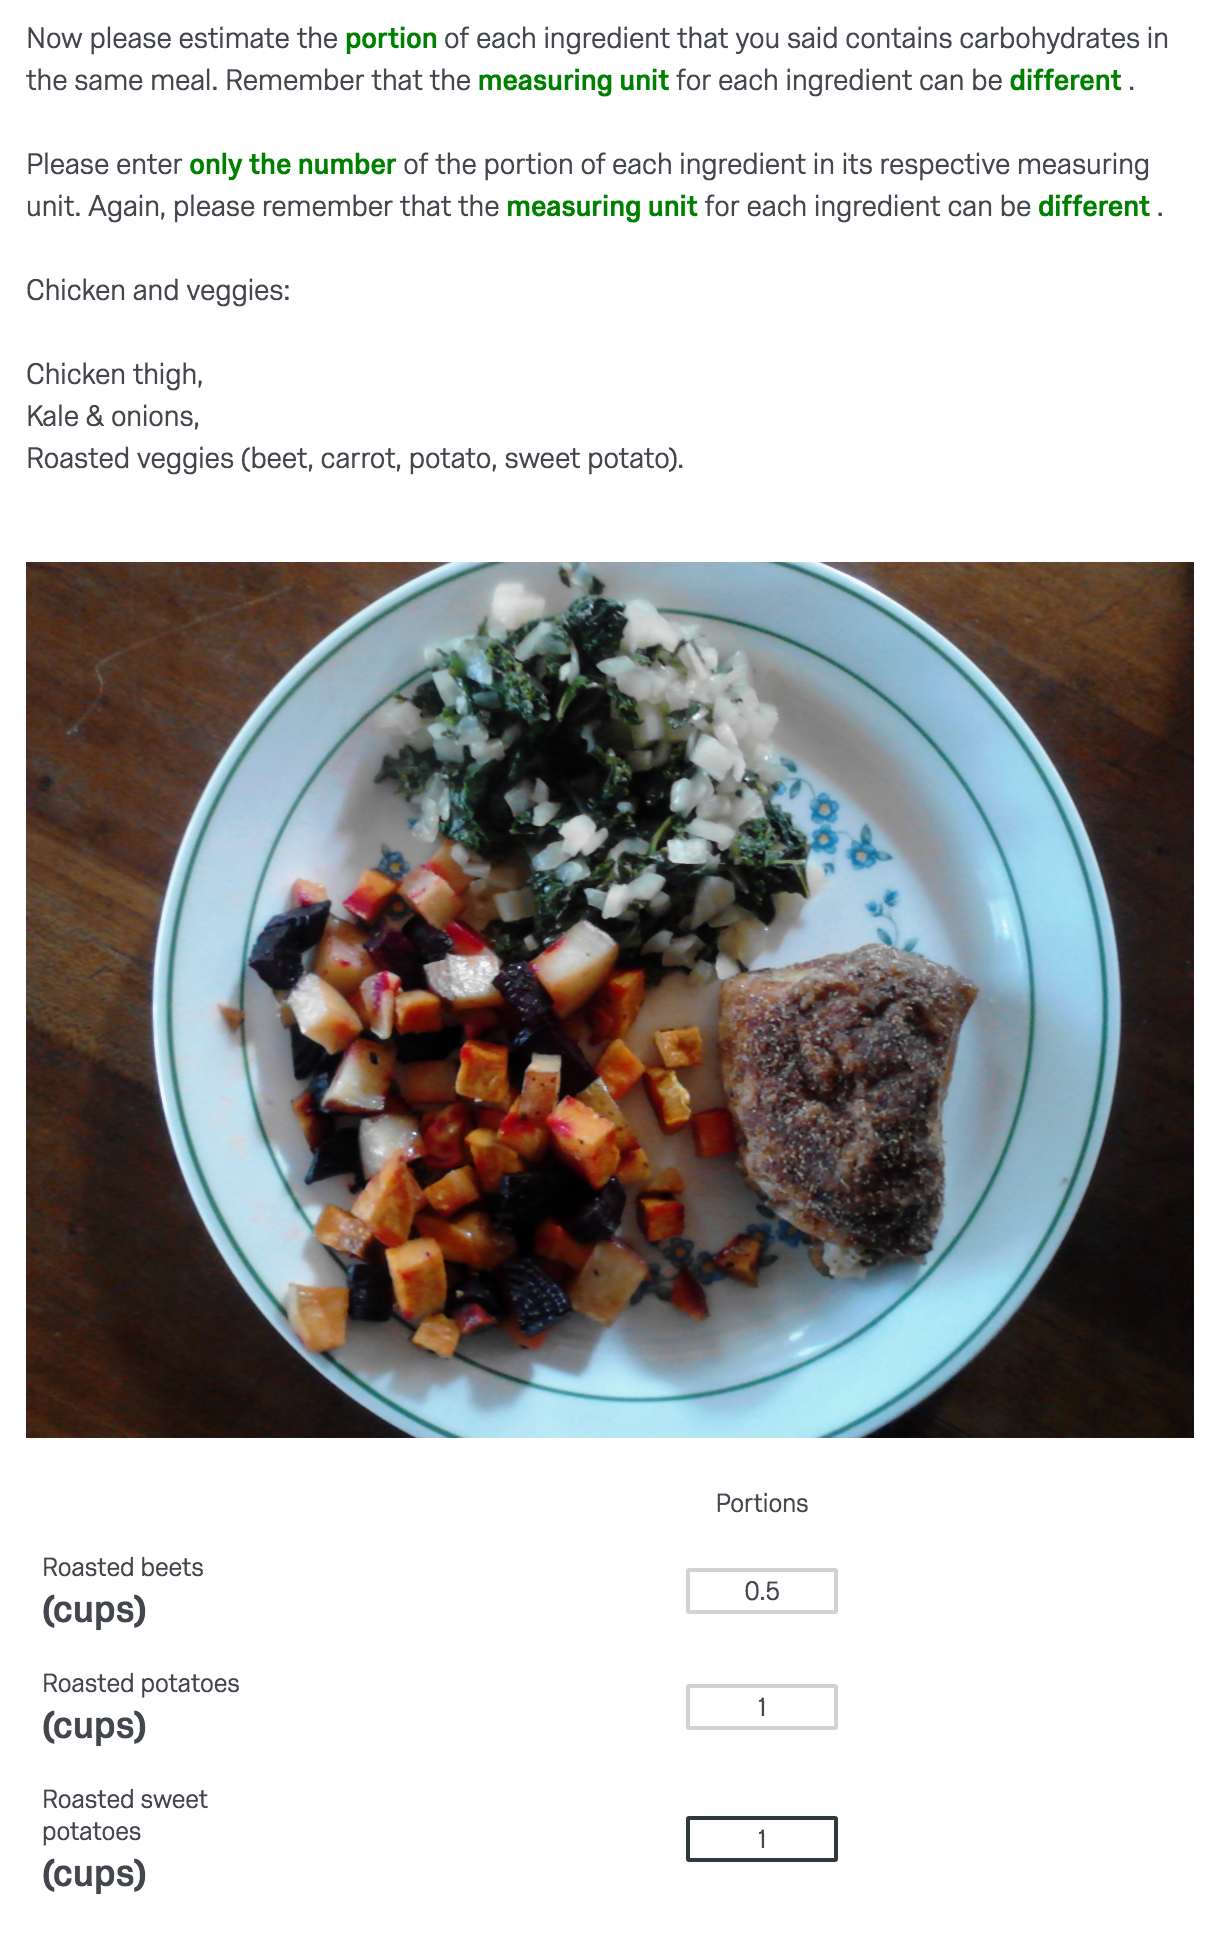 Now please estimate the portion of each ingredient that you said contains carbohydrates in
the same meal. Remember that the measuring unit for each ingredient can be different .
Please enter only the number of the portion of each ingredient in its respective measuring
unit. Again, please remember that the measuring unit for each ingredient can be different .
Chicken and veggies:
Chicken thigh,
Kale & onions,
Roasted veggies (beet, carrot, potato, sweet potato).
Portions
Roasted beets
(cups)
0.5
Roasted potatoes
(cups)
1
Roasted sweet
potatoes
(cups)
1